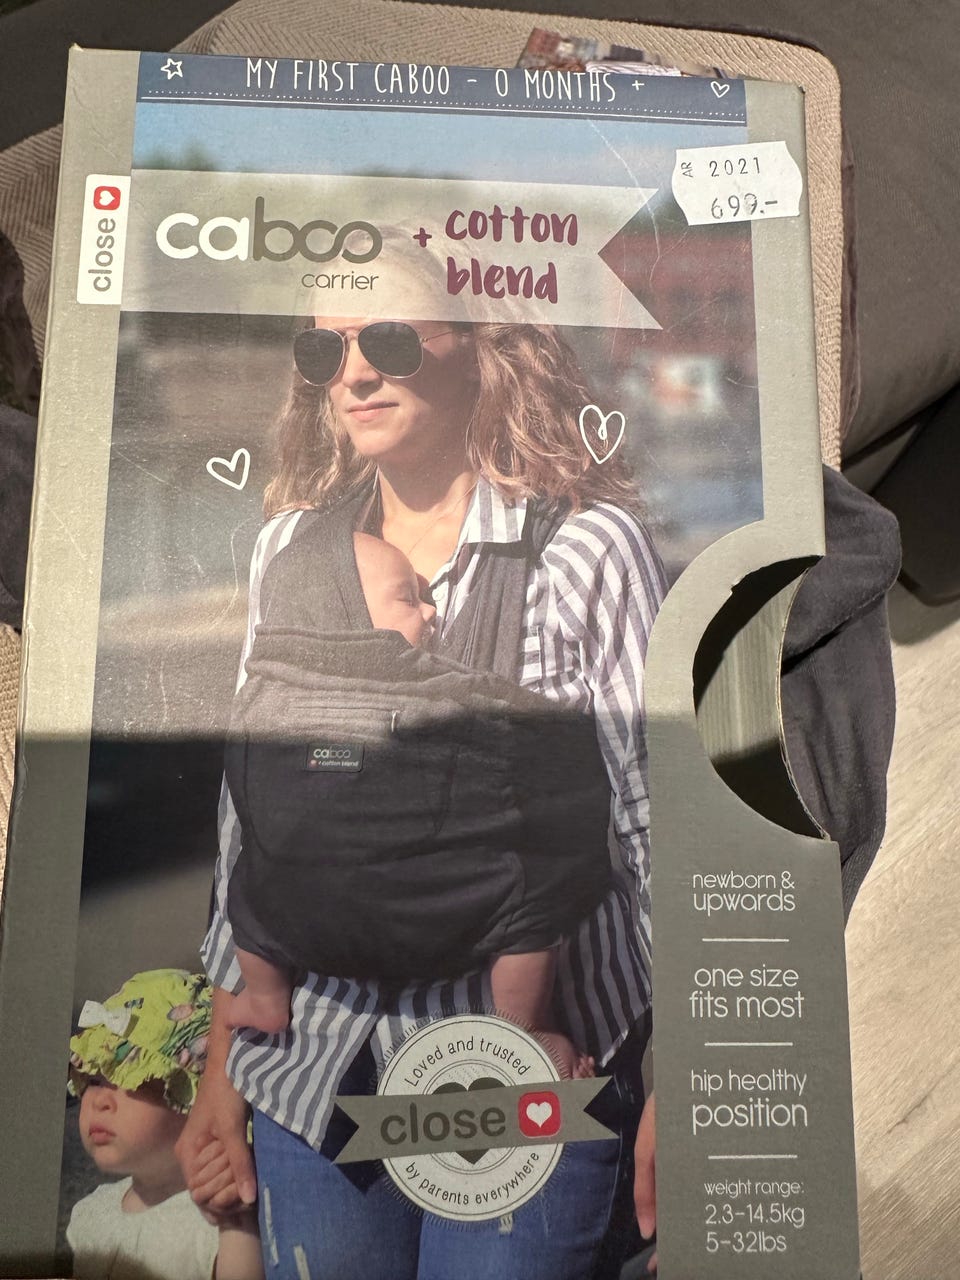 MY FIRST CABOO - 0 MONTHS +
AR 2021
699.-
close
caboo
carrier
+ cotton
blend
caboo
+ cotton blend
newborn &
upwards
one size
fits most
hip healthy
position
weight range:
2.3-14.5kg
5-32lbs
Loved and trusted
close
by parents everywhere